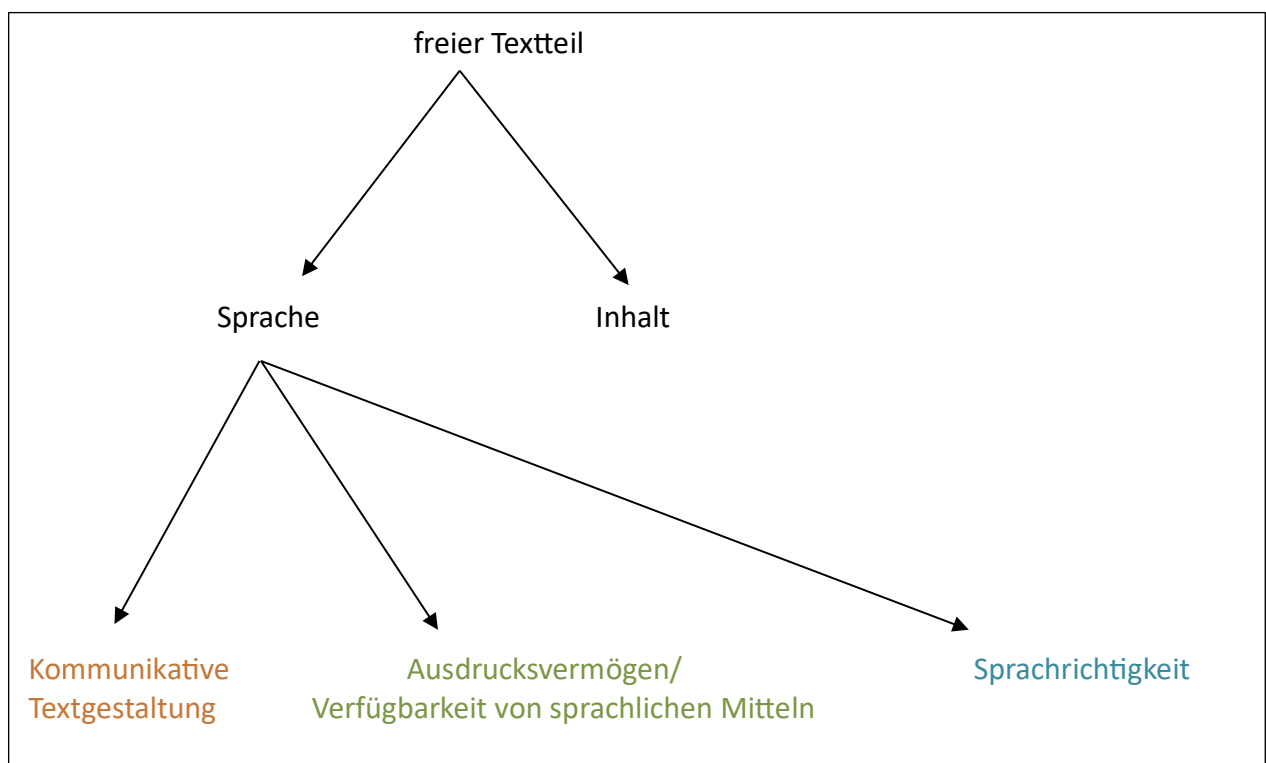 freier Textteil
Sprache
Inhalt
Kommunikative
Textgestaltung
Ausdrucksvermögen/
Verfügbarkeit von sprachlichen Mitteln
Sprachrichtigkeit